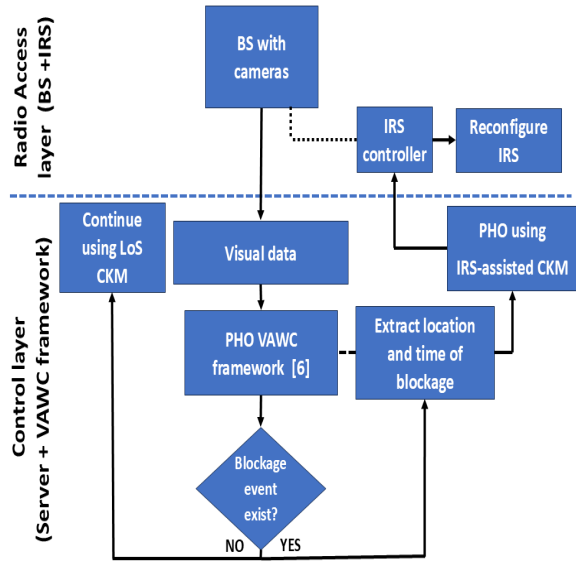 Radio Access
layer (BS +IRS)
BS with
cameras
IRS
controller
Reconfigure
IRS
Control layer
(Server + VAWC framework)
Continue
using LoS
CKM
Visual data
PHO using
IRS-assisted CKM
PHO VAWC
framework [6]
Extract location
and time of
blockage
Blockage
event
exist?
NO
YES